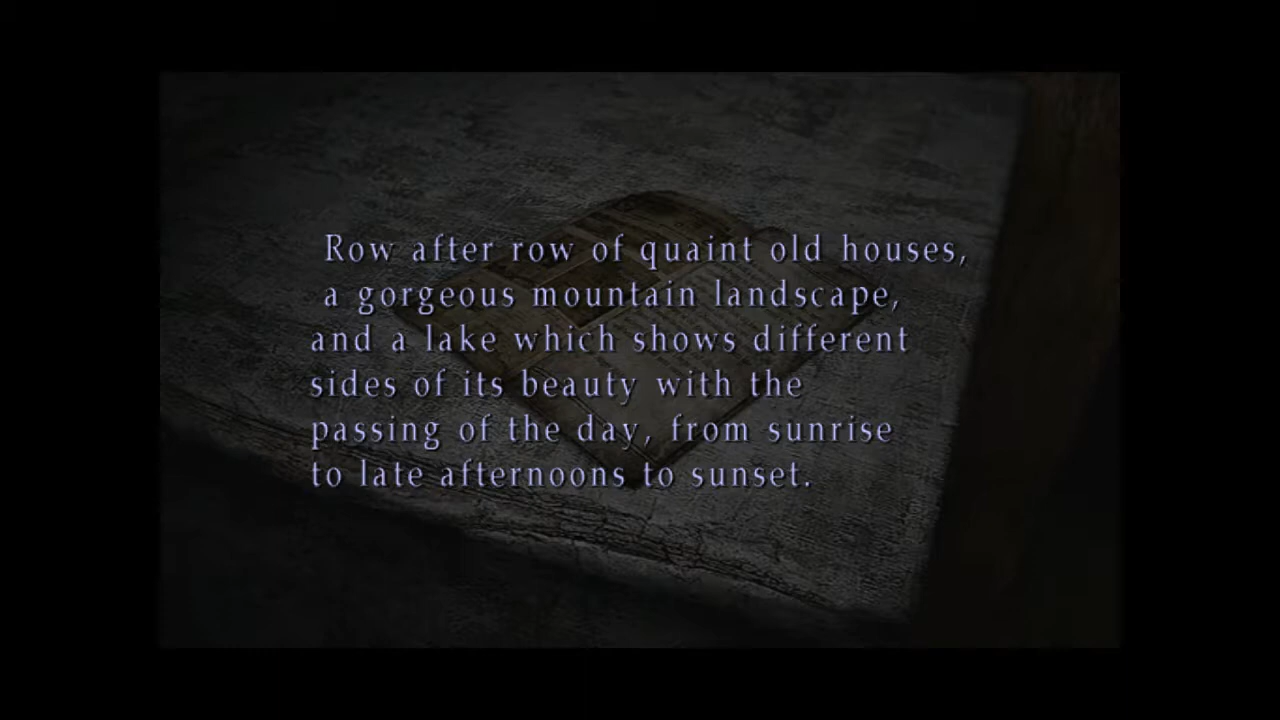 Row after row of quaint old houses,
a gorgeous mountain landscape,
and a lake which shows different
sides of its beauty with the
passing of the day, from sunrise
to late afternoons to sunset.